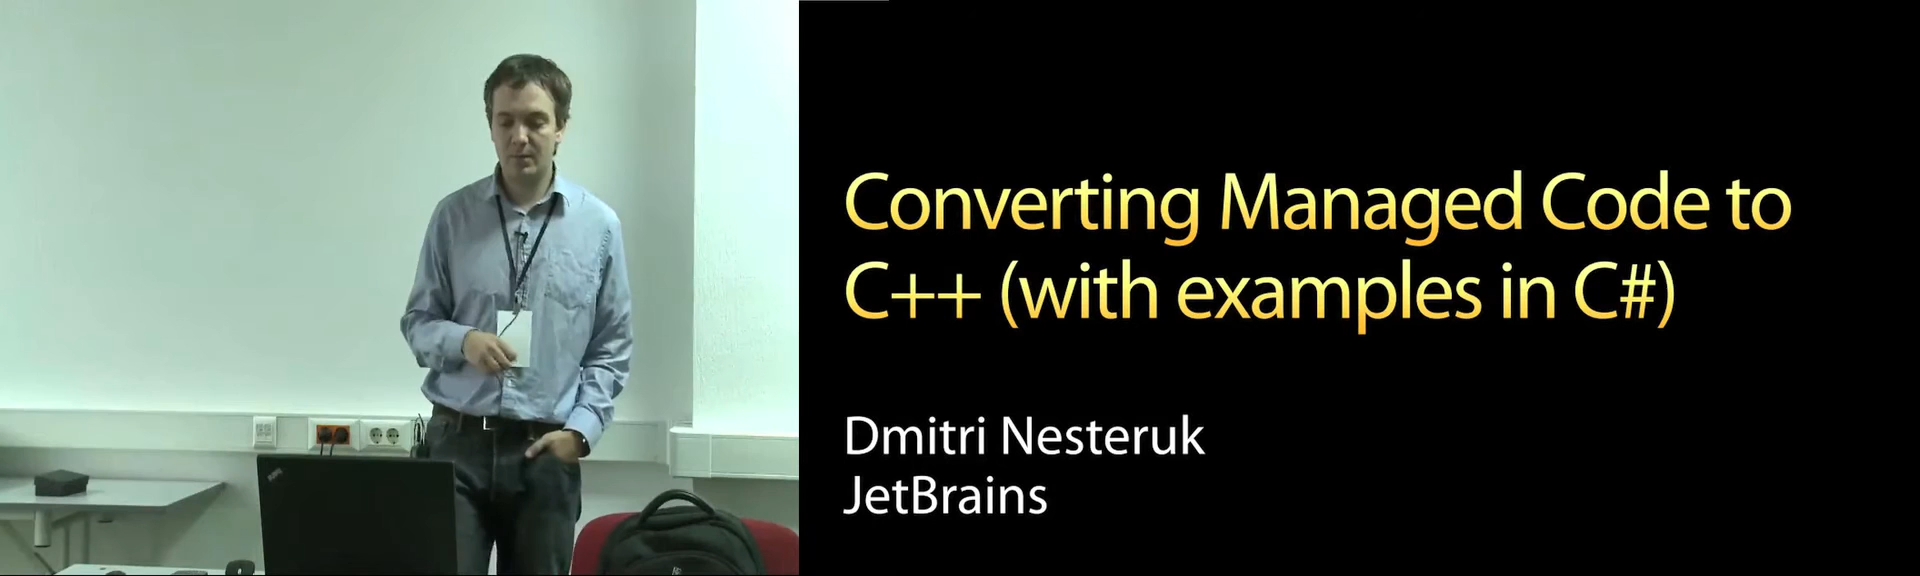 Converting Managed Code to
C++ (with examples in C#)
Dmitri Nesteruk
JetBrains